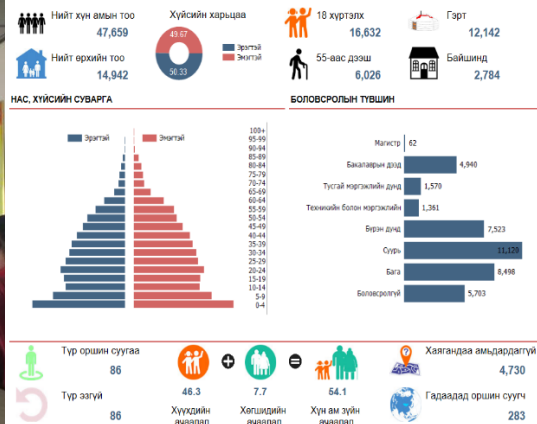 Нийт хүн амын тоо
47,659
Нийт өрхийн тоо
14,942
Хүйсийн харьцаа
49.67
50.33
Эрэгтэй
Эмэгтэй
18 хүртэлх
16,632
55-аас дээш
6,026
Гэрт
12,142
Байшинд
2,784
НАС, ХҮЙСИЙН СУВАРГА
Эрэгтэй
Эмэгтэй
100+
95-99
90-94
85-89
80-84
75-79
70-74
65-69
60-64
55-59
50-54
45-49
40-44
35-39
30-34
25-29
20-24
15-19
10-14
5-9
0-4
БОЛОВСРОЛЫН ТҮВШИН
Магистр 62
Бакалаврын дээд 4,940
Тусгай мэргэжлийн дунд 1,570
Техникийн болон мэргэжлийн 1,361
Бүрэн дунд 7,523
Суурь 11,120
Бага 8,498
Боловсролгүй 5,703
Түр оршин суугаа
86
Түр эзгүй
86
+
=
46.3
7.7
54.1
Хүүхдийн
ачаалал
Хөгшидийн
ачаалал
Хүн ам зүйн
ачаалал
Хаягандаа амьдардаггүй
4,730
Гадаадад оршин суугч
283